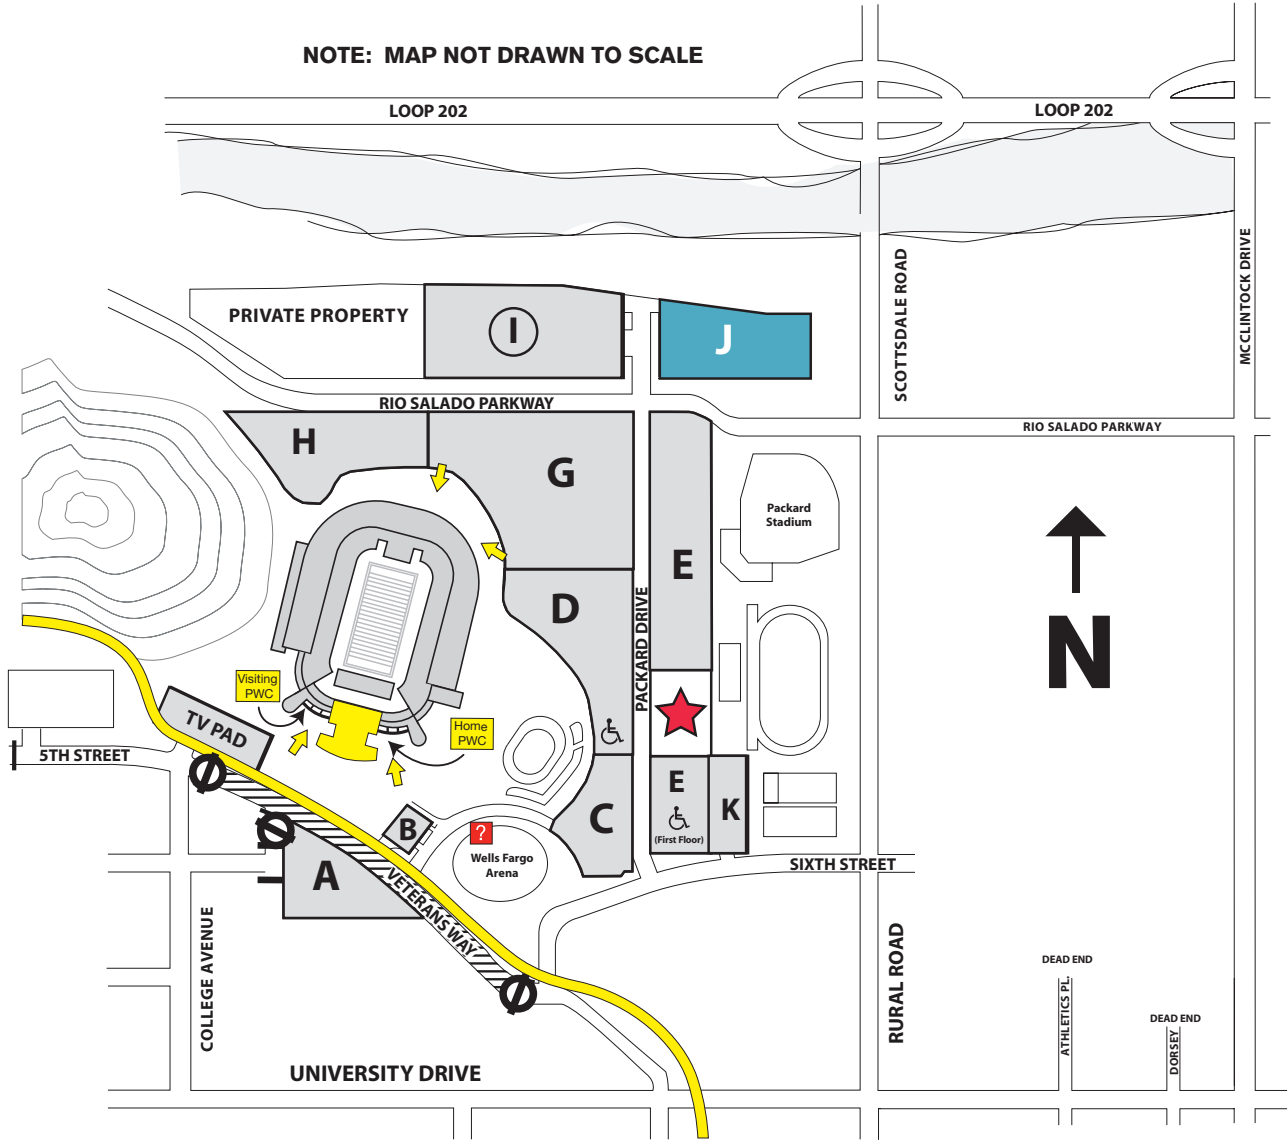 NOTE: MAP NOT DRAWN TO SCALE
LOOP 202
LOOP 202
SCOTTSDALE ROAD
MCCLINTOCK DRIVE
PRIVATE PROPERTY
I
J
RIO SALADO PARKWAY
RIO SALADO PARKWAY
H
G
Packard
Stadium
E
D
PACKARD DRIVE
N
Visiting
PWC
Home
PWC
TV PAD
5TH STREET
E
(First Floor)
K
C
B
?
Wells Fargo
Arena
SIXTH STREET
A
VETERANS WAY
COLLEGE AVENUE
RURAL ROAD
DEAD END
ATHLETICS PL.
DEAD END
DORSEY
UNIVERSITY DRIVE